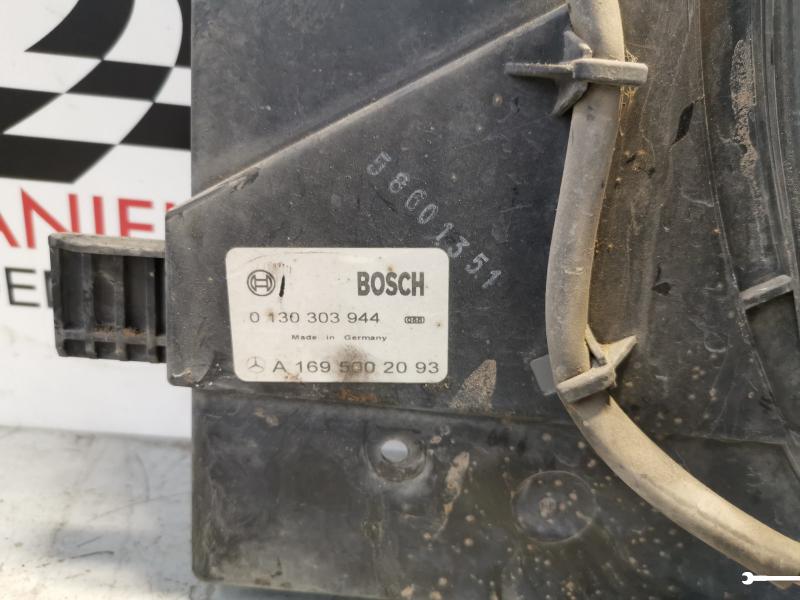 58601351
BOSCH
0 130 303 944
Made in Germany
A 169 500 20 93